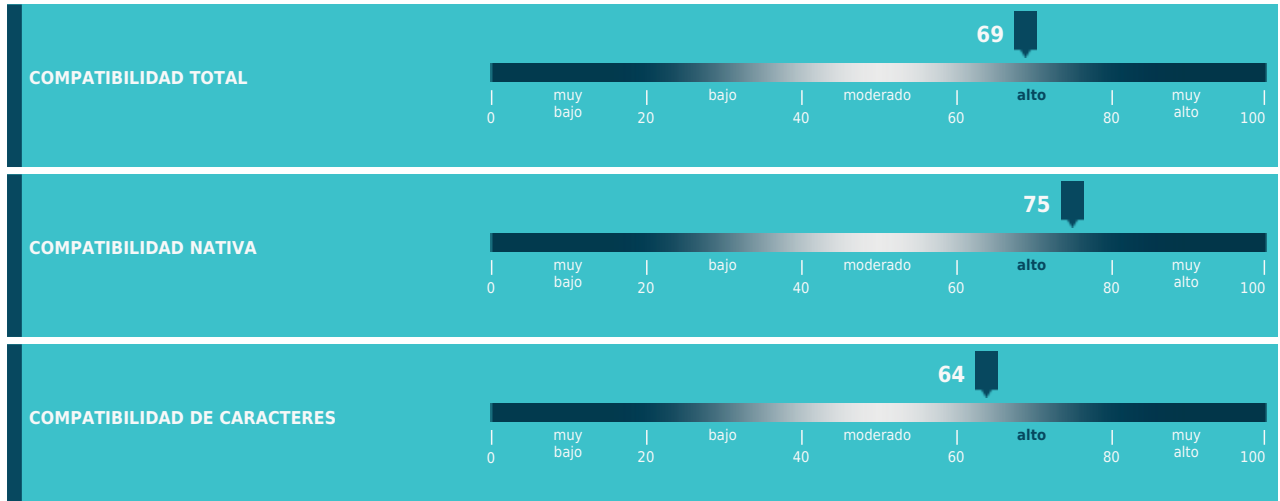 69
COMPATIBILIDAD TOTAL
muy bajo bajo moderado alto muy alto
0 20 40 60 80 100
75
COMPATIBILIDAD NATIVA
muy bajo bajo moderado alto muy alto
0 20 40 60 80 100
64
COMPATIBILIDAD DE CARACTERES
muy bajo bajo moderado alto muy alto
0 20 40 60 80 100